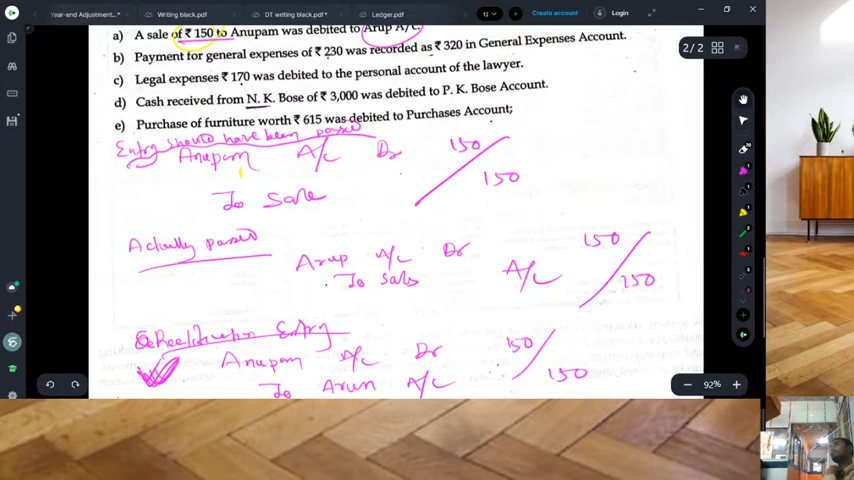 Year-end Adjustment...* Writing black.pdf DT writing black.pdf* Ledger.pdf 13 Create account Login
a) A sale of ₹ 150 to Anupam was debited to Arup A/c.
b) Payment for general expenses of ₹ 230 was recorded as ₹ 320 in General Expenses Account.
2/2
c) Legal expenses ₹ 170 was debited to the personal account of the lawyer.
d) Cash received from N. K. Bose of ₹ 3,000 was debited to P. K. Bose Account.
e) Purchase of furniture worth ₹ 615 was debited to Purchases Account;
Entry should have been passed
Anupam A/c Dr 150
To Sale 150
Actually passed
Arup A/c Dr 150
To Sales A/c 150
Rectification Entry
Anupam A/c Dr 150
To Arun A/c 150
92%